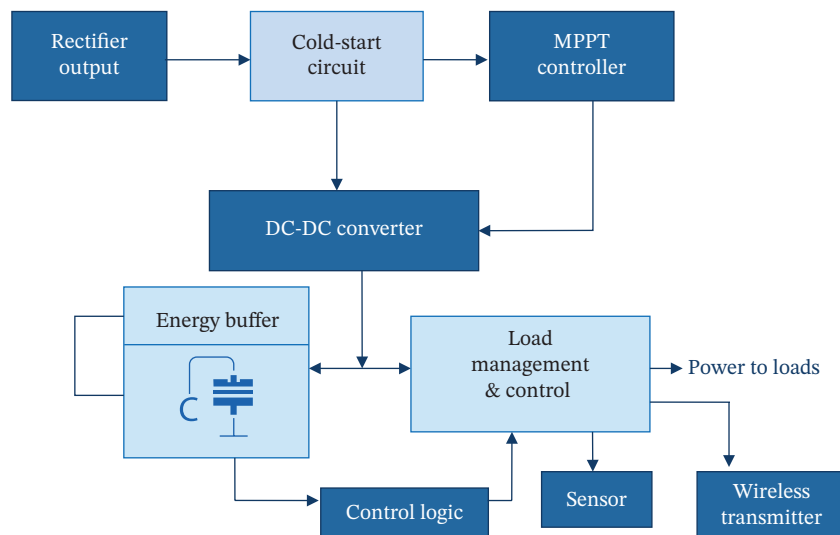 Rectifier
output
Cold-start
circuit
MPPT
controller
DC-DC converter
Energy buffer
C
Load
management
& control
Power to loads
Control logic
Sensor
Wireless
transmitter